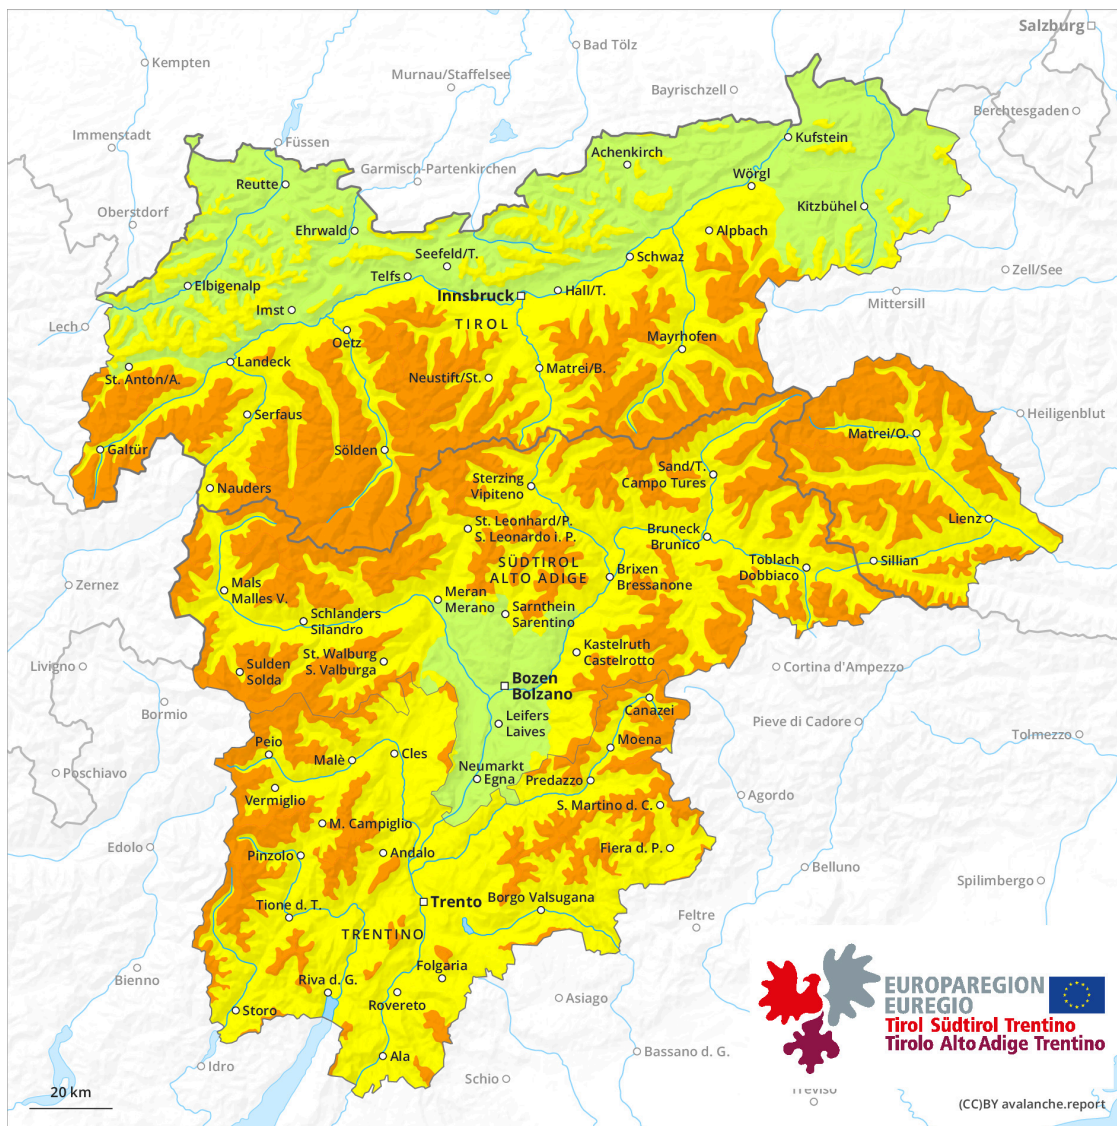 Salzburg
Bad Tölz
Kempten
Murnau/Staffelsee
Bayrischzell
Berchtesgaden
Immenstadt
Füssen
Kufstein
Achenkirch
Garmisch-Partenkirchen
Wörgl
Reutte
Oberstdorf
Kitzbühel
Ehrwald
Alpbach
Seefeld/T.
Schwaz
Zell/See
Telfs
Elbigenalp
Hall/T.
Innsbruck
Mittersill
Imst
TIROL
Lech
Oetz
Mayrhofen
Landeck
Matrei/B.
St. Anton/A.
Neustift/St.
Serfaus
Heiligenblut
Matrei/O.
Galtür
Sölden
Sand/T.
Campo Tures
Sterzing
Vipiteno
Nauders
Lienz
St. Leonhard/P.
S. Leonardo i. P.
Bruneck
Brunico
SÜDTIROL
ALTO ADIGE
Toblach
Dobbiaco
Sillian
Brixen
Bressanone
Zernez
Mals
Malles V.
Meran
Merano
Sarnthein
Sarentino
Schlanders
Silandro
Kastelruth
Castelrotto
St. Walburg
S. Valburga
Livigno
Sulden
Solda
Cortina d'Ampezzo
Bozen
Bolzano
Canazei
Bormio
Leifers
Laives
Pieve di Cadore
Tolmezzo
Moena
Peio
Cles
Malè
Neumarkt
Egna
Predazzo
Poschiavo
Vermiglio
Agordo
S. Martino d. C.
M. Campiglio
Edolo
Pinzolo
Andalo
Fiera d. P.
Belluno
Spilimbergo
Borgo Valsugana
Trento
Tione d. T.
Feltre
TRENTINO
Folgaria
Bienno
Riva d. G.
Rovereto
Asiago
Storo
Ala
Bassano d. G.
Idro
Schio
Treviso
EUROPAREGION
EUREGIO
Tirol Südtirol Trentino
Tirolo Alto Adige Trentino
20 km
(CC)BY avalanche.report